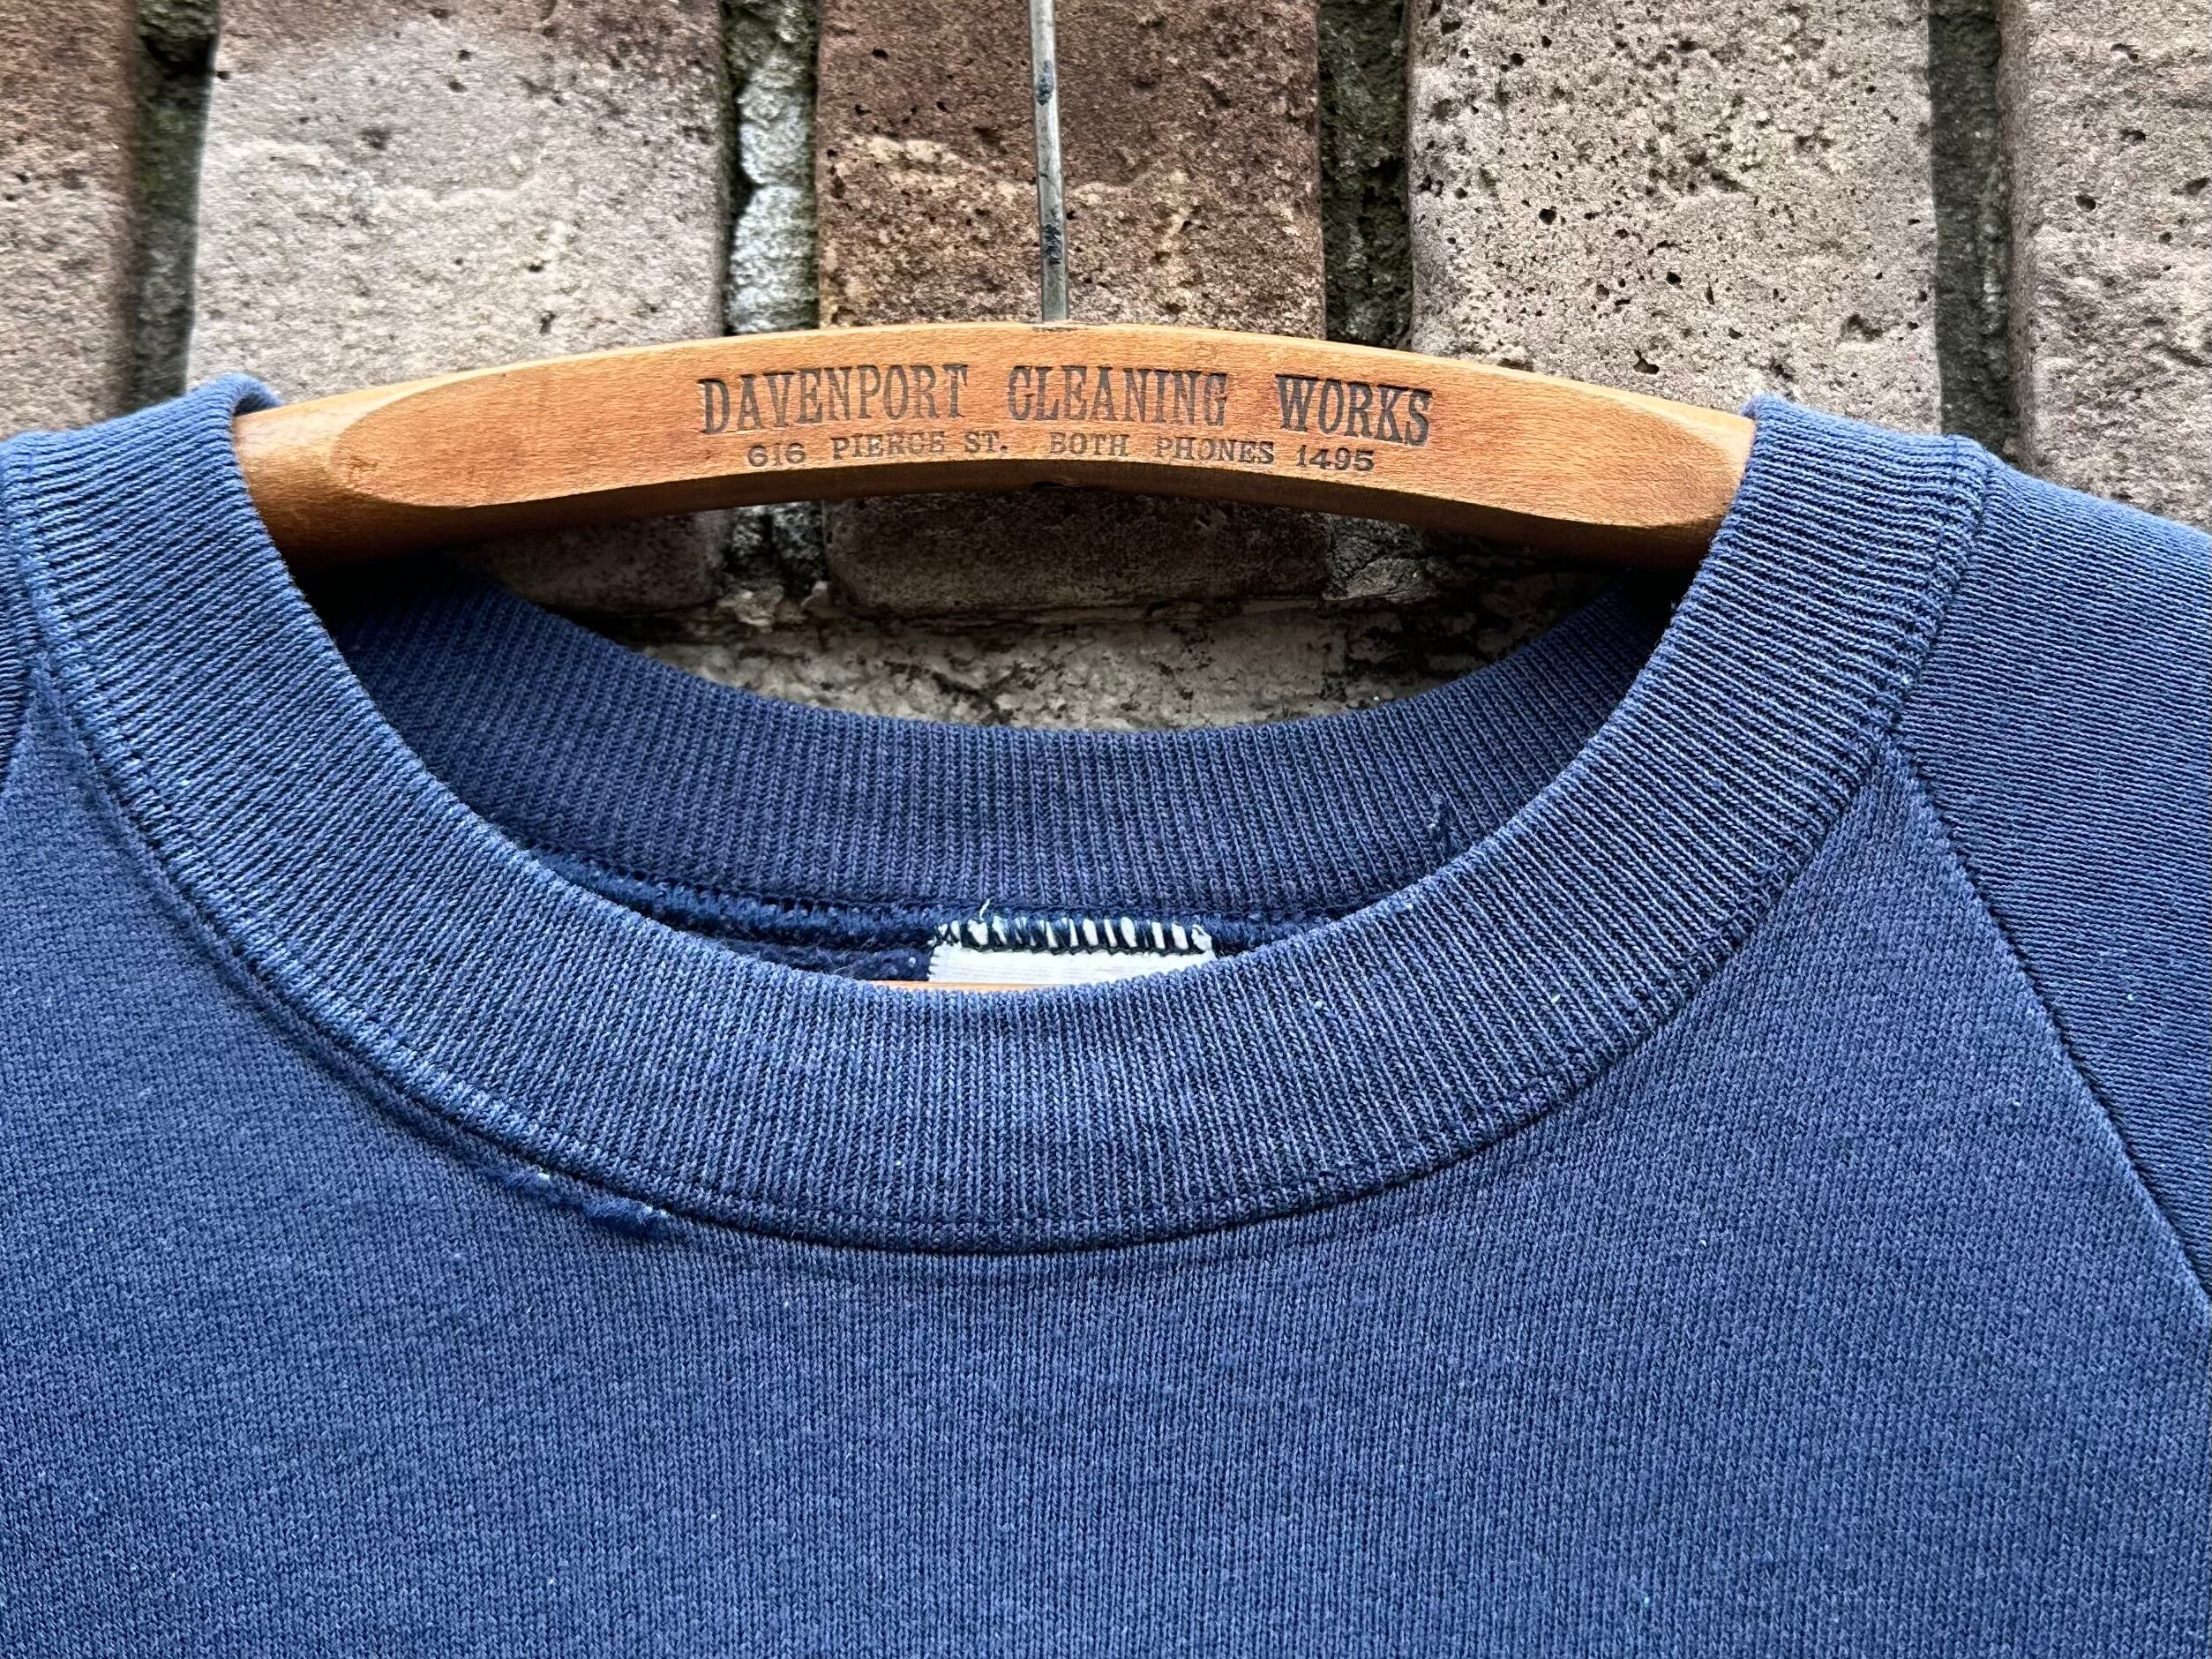 DAVENPORT CLEANING WORKS
616 PIERCE ST. BOTH PHONES 1495